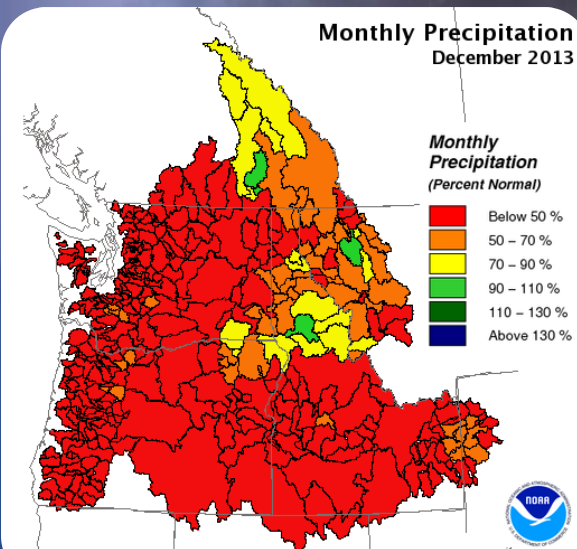 Monthly Precipitation
December 2013
Monthly
Precipitation
(Percent Normal)
Below 50 %
50 – 70 %
70 – 90 %
90 – 110 %
110 – 130 %
Above 130 %
NOAA